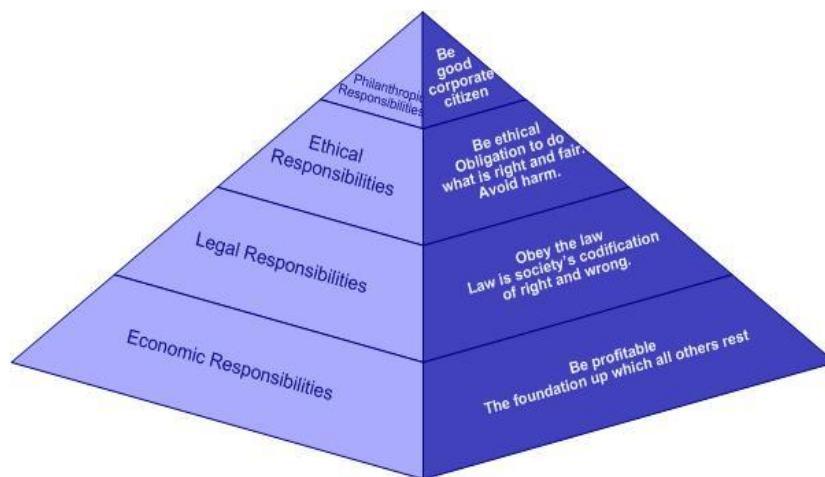 Philanthropic
Responsibilities
Be
good
corporate
citizen
Ethical
Responsibilities
Be ethical
Obligation to do
what is right and fair.
Avoid harm.
Legal Responsibilities
Obey the law
Law is society's codification
of right and wrong.
Economic Responsibilities
Be profitable
The foundation up which all others rest